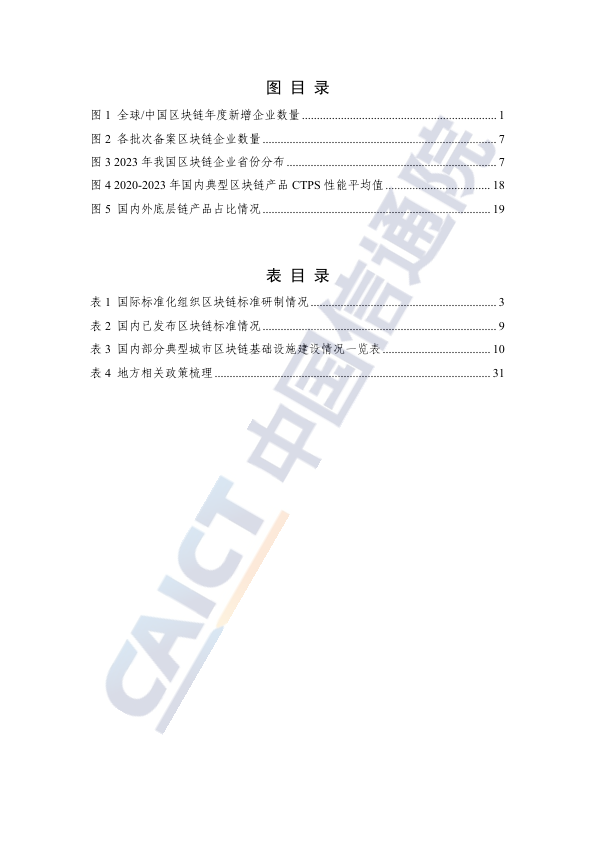 图 目 录
图 1 全球/中国区块链年度新增企业数量 1
图 2 各批次备案区块链企业数量 7
图 3 2023 年我国区块链企业省份分布 7
图 4 2020-2023 年国内典型区块链产品 CTPS 性能平均值 18
图 5 国内外底层链产品占比情况 19
表 目 录
表 1 国际标准化组织区块链标准研制情况 3
表 2 国内已发布区块链标准情况 9
表 3 国内部分典型城市区块链基础设施建设情况一览表 10
表 4 地方相关政策梳理 31
CAICT 中国信通院